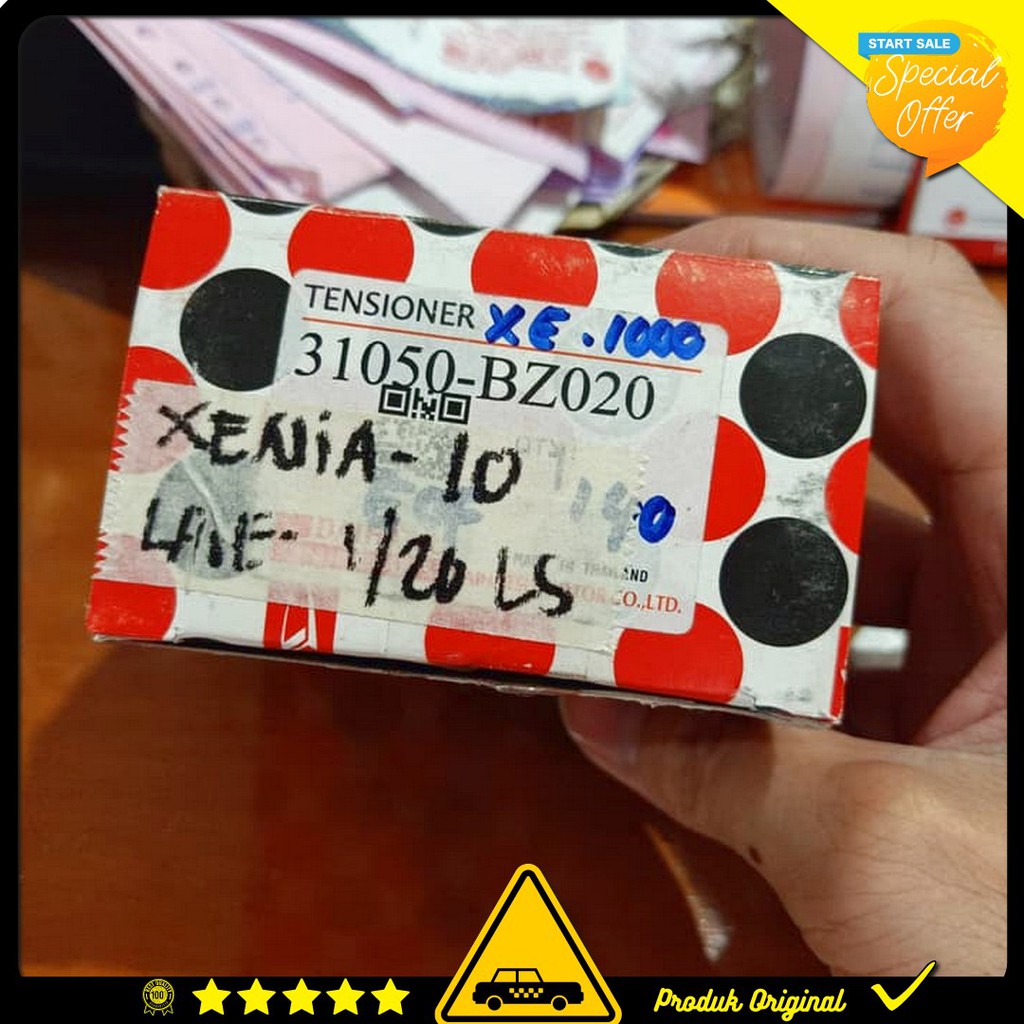 START SALE
Special
Offer
TENSIONER XE.1000
31050-BZ020
XENiA-10
140
1/20 LS
MADE IN THAILAND
CO.,LTD.
100
Produk Original